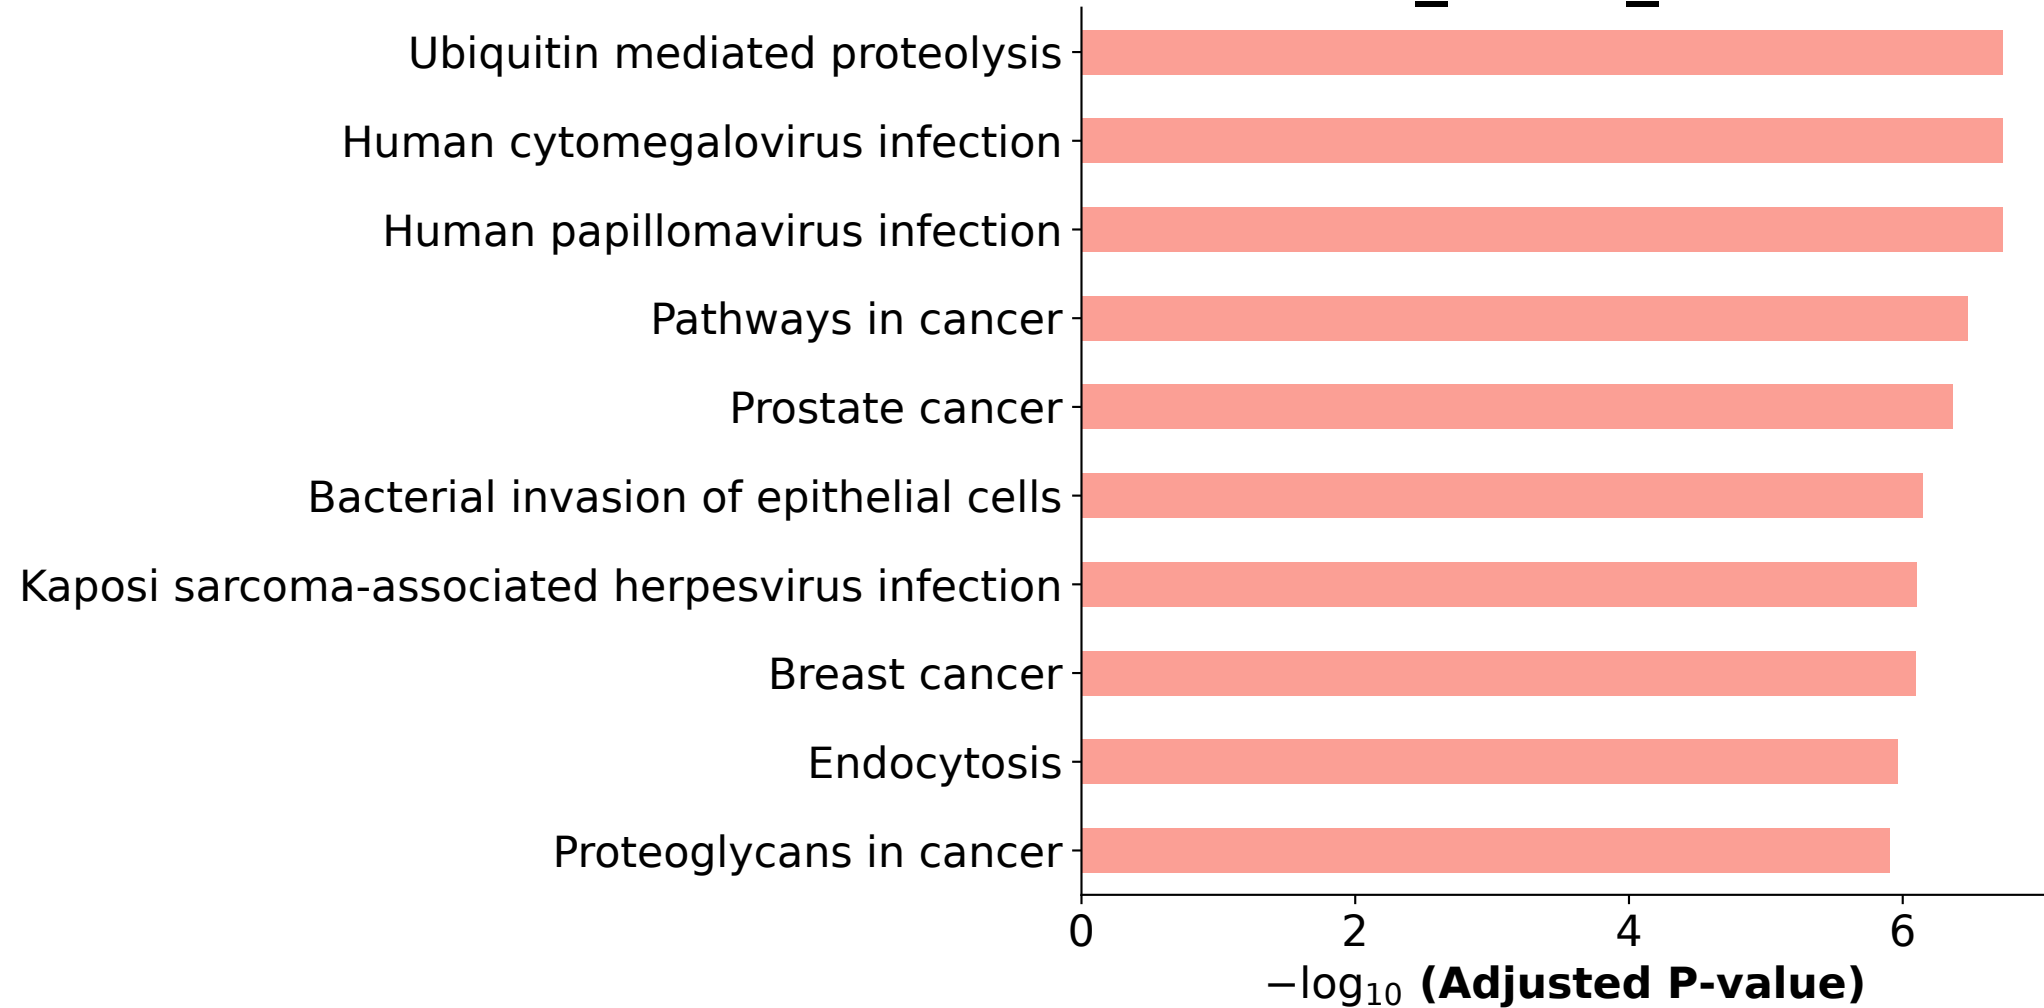 Ubiquitin mediated proteolysis
Human cytomegalovirus infection
Human papillomavirus infection
Pathways in cancer
Prostate cancer
Bacterial invasion of epithelial cells
Kaposi sarcoma-associated herpesvirus infection
Breast cancer
Endocytosis
Proteoglycans in cancer
0 2 4 6
−log₁₀ (Adjusted P-value)